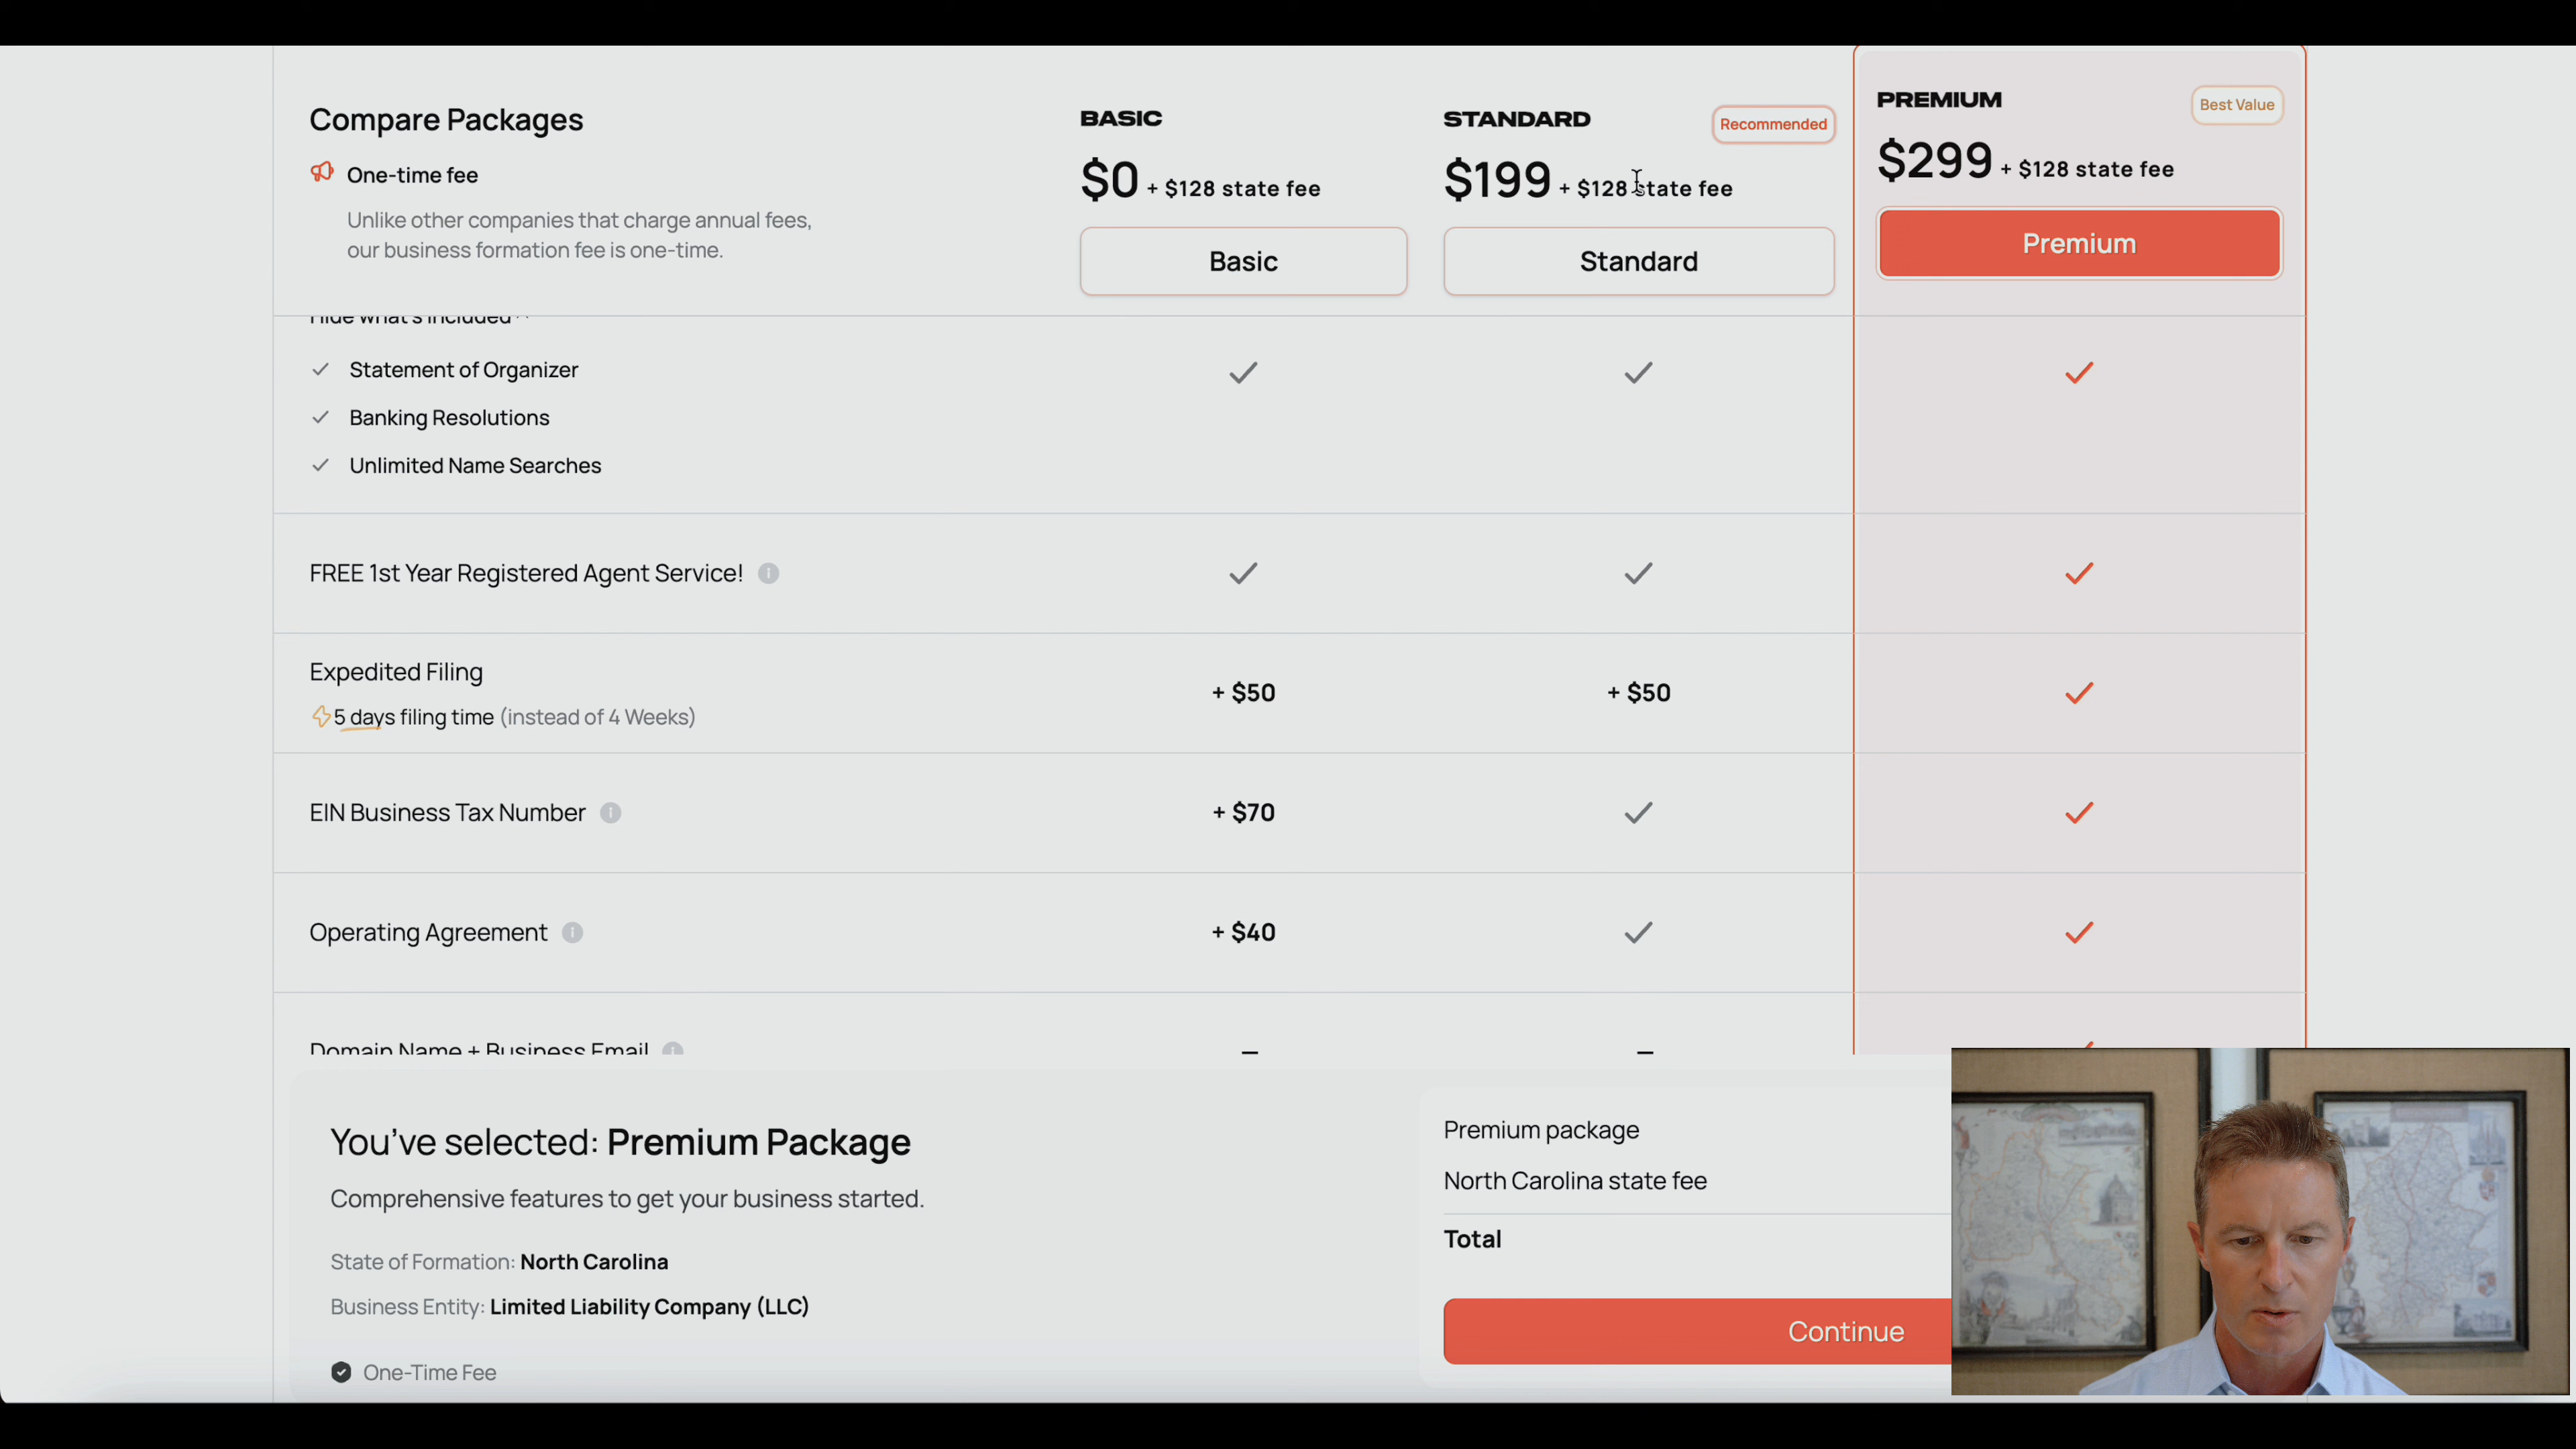 Compare Packages
One-time fee
Unlike other companies that charge annual fees,
our business formation fee is one-time.
BASIC
$0 + $128 state fee
Basic
STANDARD
Recommended
$199 + $128 state fee
Standard
PREMIUM
Best Value
$299 + $128 state fee
Premium
Hide what's included
Statement of Organizer
Banking Resolutions
Unlimited Name Searches
FREE 1st Year Registered Agent Service!
Expedited Filing
+ $50
+ $50
5 days filing time (instead of 4 Weeks)
EIN Business Tax Number
+ $70
Operating Agreement
+ $40
Domain Name + Business Email
You've selected: Premium Package
Comprehensive features to get your business started.
State of Formation: North Carolina
Business Entity: Limited Liability Company (LLC)
One-Time Fee
Premium package
North Carolina state fee
Total
Continue